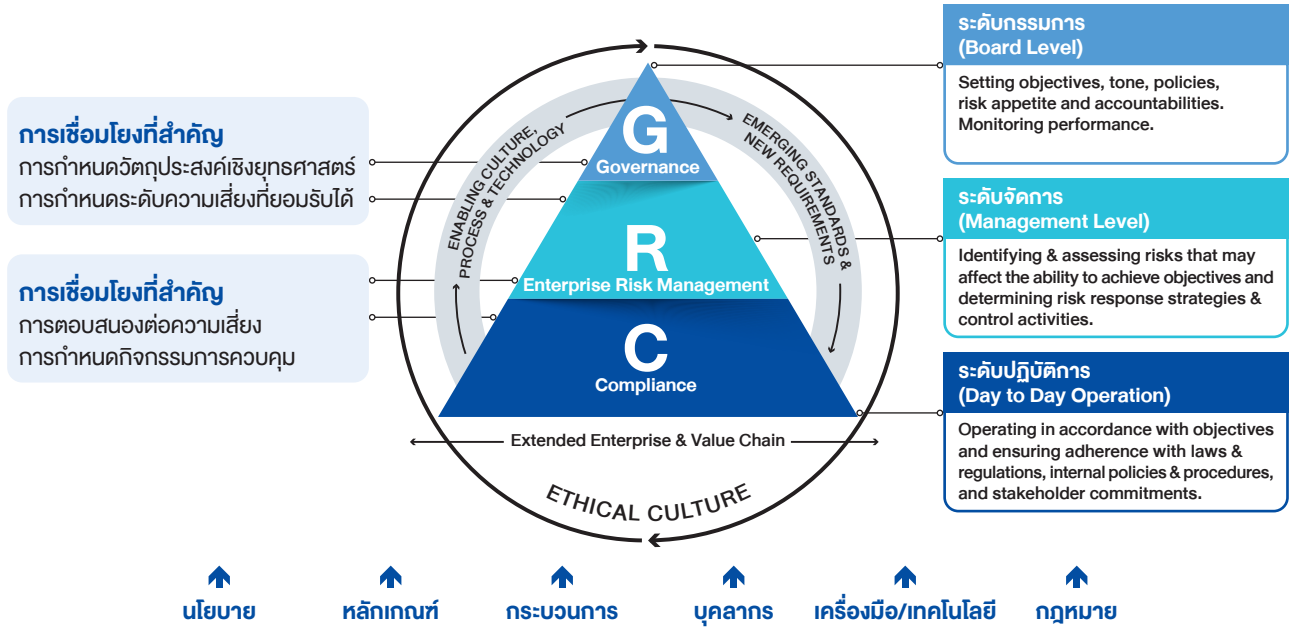 การเชื่อมโยงที่สำคัญ
การกำหนดวัตถุประสงค์เชิงยุทธศาสตร์
การกำหนดระดับความเสี่ยงที่ยอมรับได้
การเชื่อมโยงที่สำคัญ
การตอบสนองต่อความเสี่ยง
การกำหนดกิจกรรมการควบคุม
ENABLING CULTURE,
PROCESS & TECHNOLOGY
EMERGING STANDARDS &
NEW REQUIREMENTS
G
Governance
R
Enterprise Risk Management
C
Compliance
Extended Enterprise & Value Chain
ETHICAL CULTURE
ระดับกรรมการ
(Board Level)
Setting objectives, tone, policies,
risk appetite and accountabilities.
Monitoring performance.
ระดับจัดการ
(Management Level)
Identifying & assessing risks that may
affect the ability to achieve objectives and
determining risk response strategies &
control activities.
ระดับปฏิบัติการ
(Day to Day Operation)
Operating in accordance with objectives
and ensuring adherence with laws &
regulations, internal policies & procedures,
and stakeholder commitments.
นโยบาย
หลักเกณฑ์
กระบวนการ
บุคลากร
เครื่องมือ/เทคโนโลยี
กฎหมาย